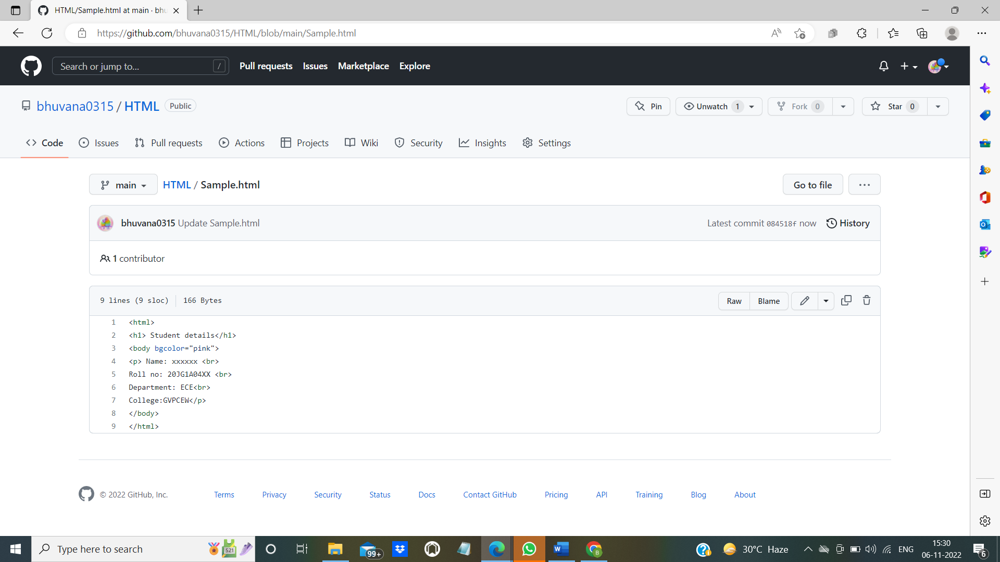 HTML/Sample.html at main · bhu
https://github.com/bhuvana0315/HTML/blob/main/Sample.html
Search or jump to... /
Pull requests Issues Marketplace Explore
bhuvana0315 / HTML Public
Pin Unwatch 1 Fork 0 Star 0
Code Issues Pull requests Actions Projects Wiki Security Insights Settings
main HTML / Sample.html Go to file
bhuvana0315 Update Sample.html Latest commit 084518f now History
1 contributor
9 lines (9 sloc) 166 Bytes Raw Blame
1 <html>
2 <h1> Student details</h1>
3 <body bgcolor="pink">
4 <p> Name: xxxxxx <br>
5 Roll no: 20JG1A04XX <br>
6 Department: ECE<br>
7 College:GVPCEW</p>
8 </body>
9 </html>
© 2022 GitHub, Inc. Terms Privacy Security Status Docs Contact GitHub Pricing API Training Blog About
Type here to search 521 99+ W B 30°C Haze ENG 15:30
06-11-2022 6